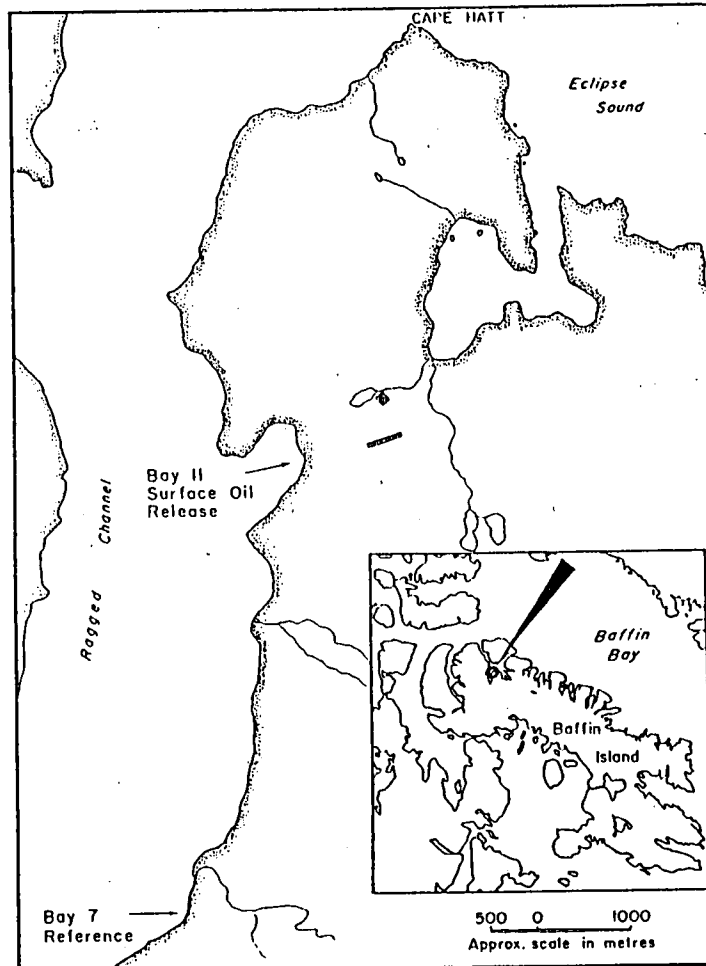 CAPE HATT
Eclipse
Sound
Bay 11
Surface Oil
Release
Ragged Channel
Baffin
Bay
Baffin
Island
Bay 7
Reference
500 0 1000
Approx. scale in metres